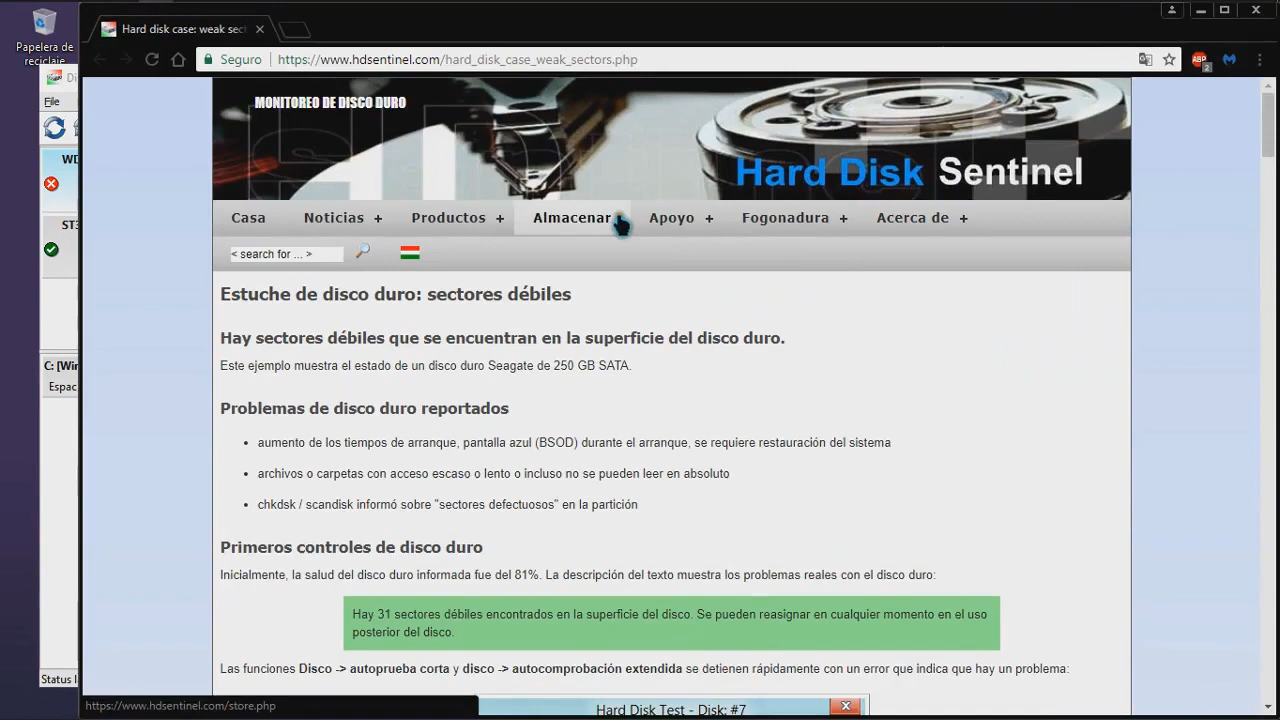 Papelera de
reciclaje
Hard disk case: weak sect
Di
File
Seguro
https://www.hdsentinel.com/hard_disk_case_weak_sectors.php
ABP
2
WD
ST3
C: [Win
Espac
Status l
MONITOREO DE DISCO DURO
Hard Disk Sentinel
Casa Noticias + Productos + Almacenar Apoyo + Fogonadura + Acerca de +
< search for ... >
Estuche de disco duro: sectores débiles
Hay sectores débiles que se encuentran en la superficie del disco duro.
Este ejemplo muestra el estado de un disco duro Seagate de 250 GB SATA.
Problemas de disco duro reportados
• aumento de los tiempos de arranque, pantalla azul (BSOD) durante el arranque, se requiere restauración del sistema
• archivos o carpetas con acceso escaso o lento o incluso no se pueden leer en absoluto
• chkdsk / scandisk informó sobre "sectores defectuosos" en la partición
Primeros controles de disco duro
Inicialmente, la salud del disco duro informada fue del 81%. La descripción del texto muestra los problemas reales con el disco duro:
Hay 31 sectores débiles encontrados en la superficie del disco. Se pueden reasignar en cualquier momento en el uso
posterior del disco.
Las funciones Disco -> autoprueba corta y disco -> autocomprobación extendida se detienen rápidamente con un error que indica que hay un problema:
https://www.hdsentinel.com/store.php
Hard Disk Test - Disk: #7